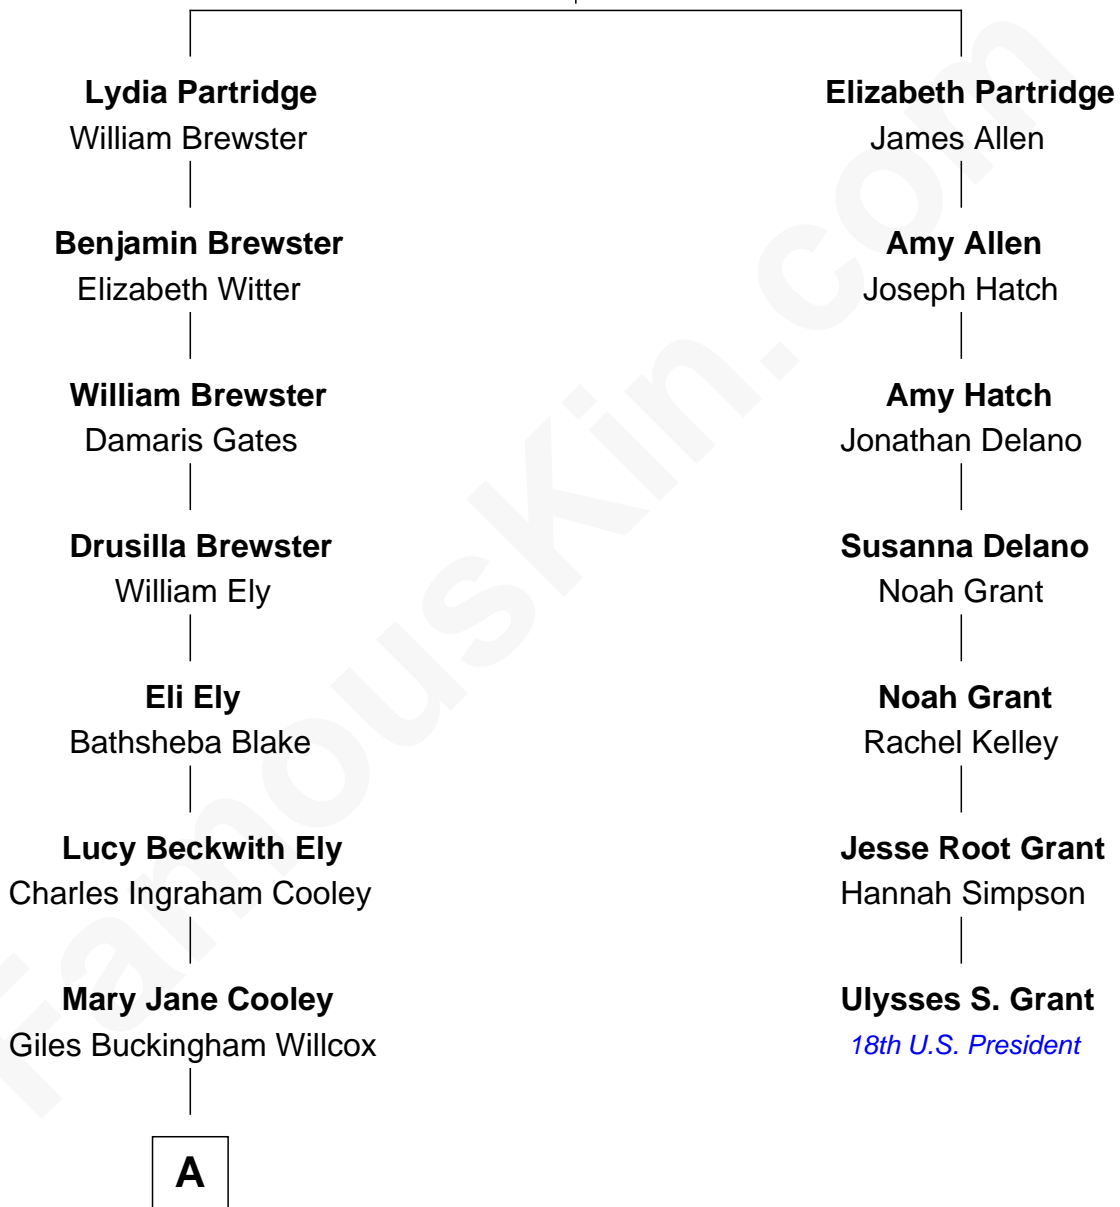 Lydia Partridge
William Brewster
Benjamin Brewster
Elizabeth Witter
William Brewster
Damaris Gates
Drusilla Brewster
William Ely
Eli Ely
Bathsheba Blake
Lucy Beckwith Ely
Charles Ingraham Cooley
Mary Jane Cooley
Giles Buckingham Willcox
A
Elizabeth Partridge
James Allen
Amy Allen
Joseph Hatch
Amy Hatch
Jonathan Delano
Susanna Delano
Noah Grant
Noah Grant
Rachel Kelley
Jesse Root Grant
Hannah Simpson
Ulysses S. Grant
18th U.S. President
FamousKin.com